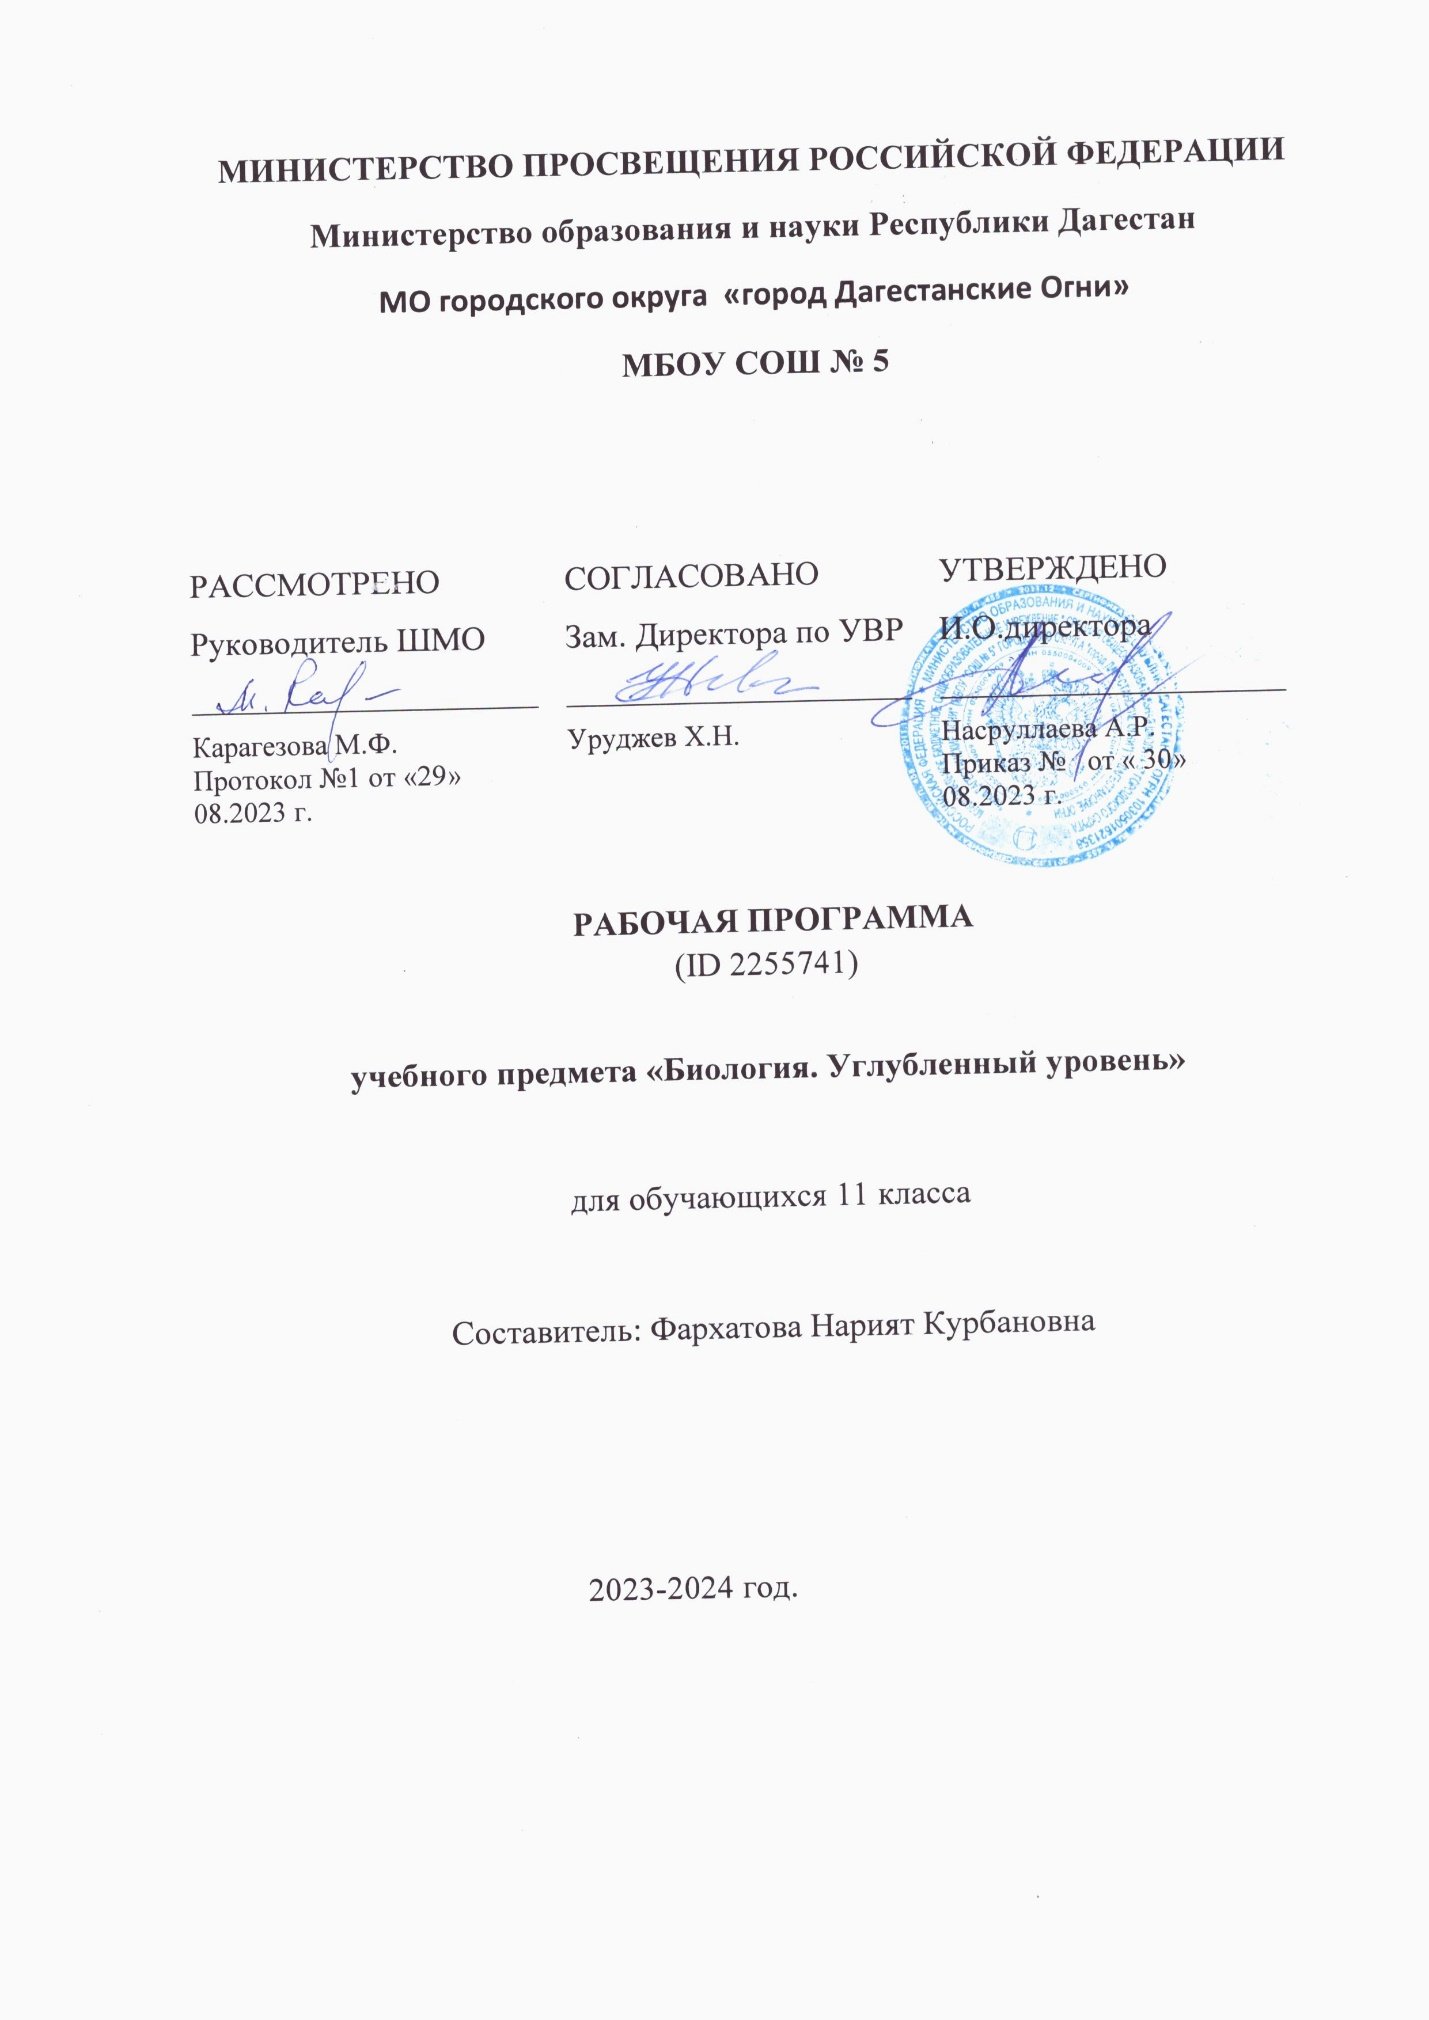 МИНИСТЕРСТВО ПРОСВЕЩЕНИЯ РОССИЙСКОЙ ФЕДЕРАЦИИ
Министерство образования и науки Республики Дагестан
МО городского округа «город Дагестанские Огни»
МБОУ СОШ № 5
РАССМОТРЕНО
Руководитель ШМО
Карагезова М.Ф.
Протокол №1 от «29»
08.2023 г.
СОГЛАСОВАНО
Зам. Директора по УВР
Уруджев Х.Н.
УТВЕРЖДЕНО
И.О.директора
Насруллаева А.Р.
Приказ № от « 30»
08.2023 г.
РАБОЧАЯ ПРОГРАММА
(ID 2255741)
учебного предмета «Биология. Углубленный уровень»
для обучающихся 11 класса
Составитель: Фархатова Нарият Курбановна
2023-2024 год.